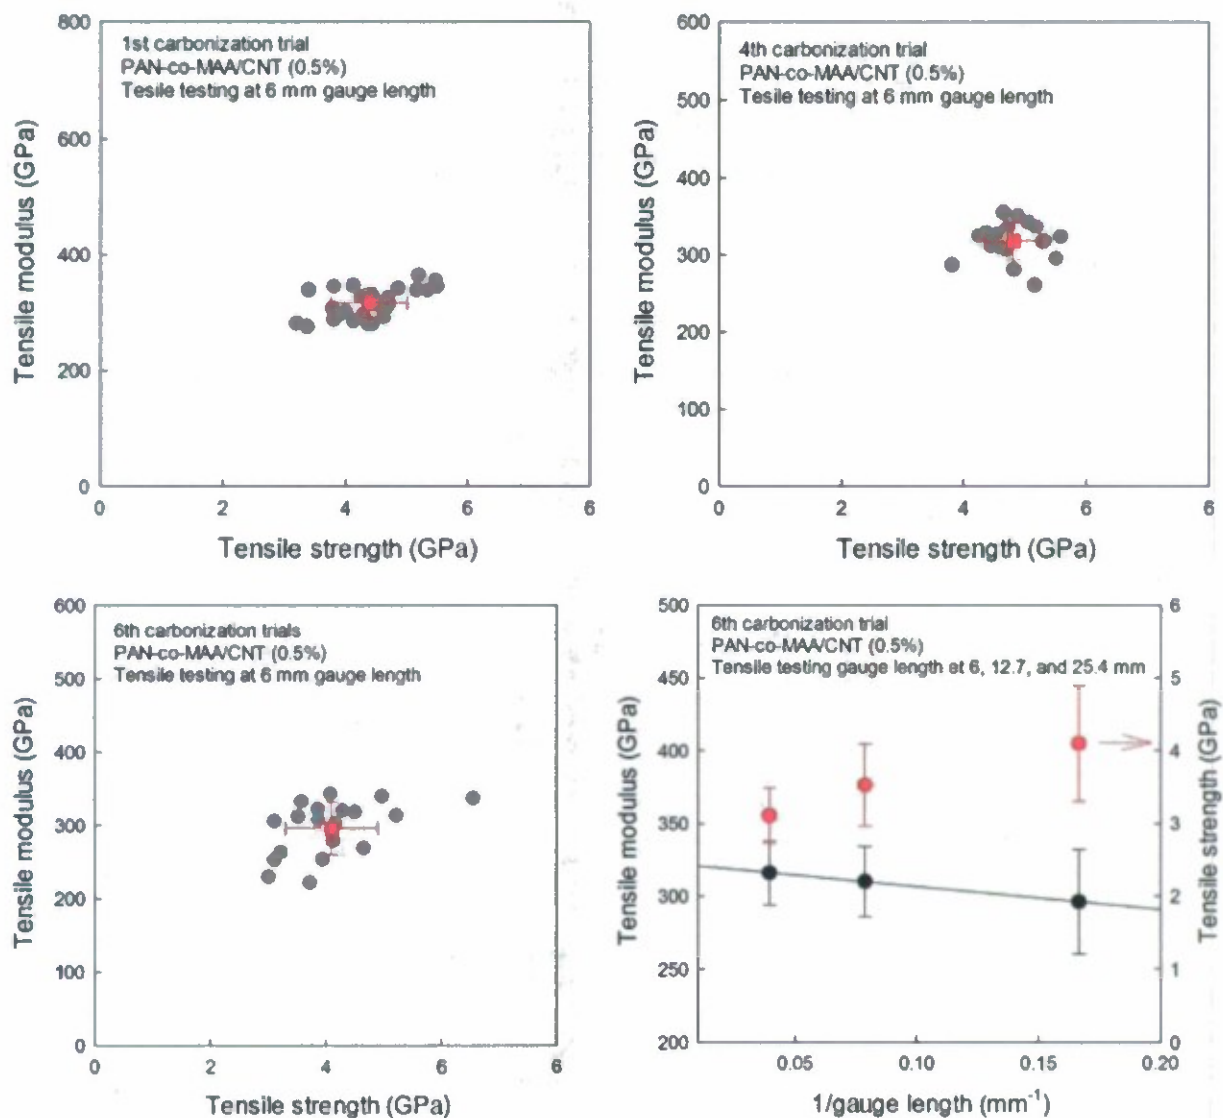 800
600
400
200
0
Tensile modulus (GPa)
1st carbonization trial
PAN-co-MAA/CNT (0.5%)
Tesile testing at 6 mm gauge length
0 2 4 6 6
Tensile strength (GPa)
600
500
400
300
200
100
0
Tensile modulus (GPa)
4th carbonization trial
PAN-co-MAA/CNT (0.5%)
Tesile testing at 6 mm gauge length
0 2 4 6 6
Tensile strength (GPa)
600
500
400
300
200
100
0
Tensile modulus (GPa)
6th carbonization trials
PAN-co-MAA/CNT (0.5%)
Tensile testing at 6 mm gauge length
0 2 4 6 6
Tensile strength (GPa)
500
450
400
350
300
250
200
Tensile modulus (GPa)
6th carbonization trial
PAN-co-MAA/CNT (0.5%)
Tensile testing gauge length et 6, 12.7, and 25.4 mm
6
5
4
3
2
1
0
Tensile strength (GPa)
0.05 0.10 0.15 0.20
1/gauge length (mm⁻¹)